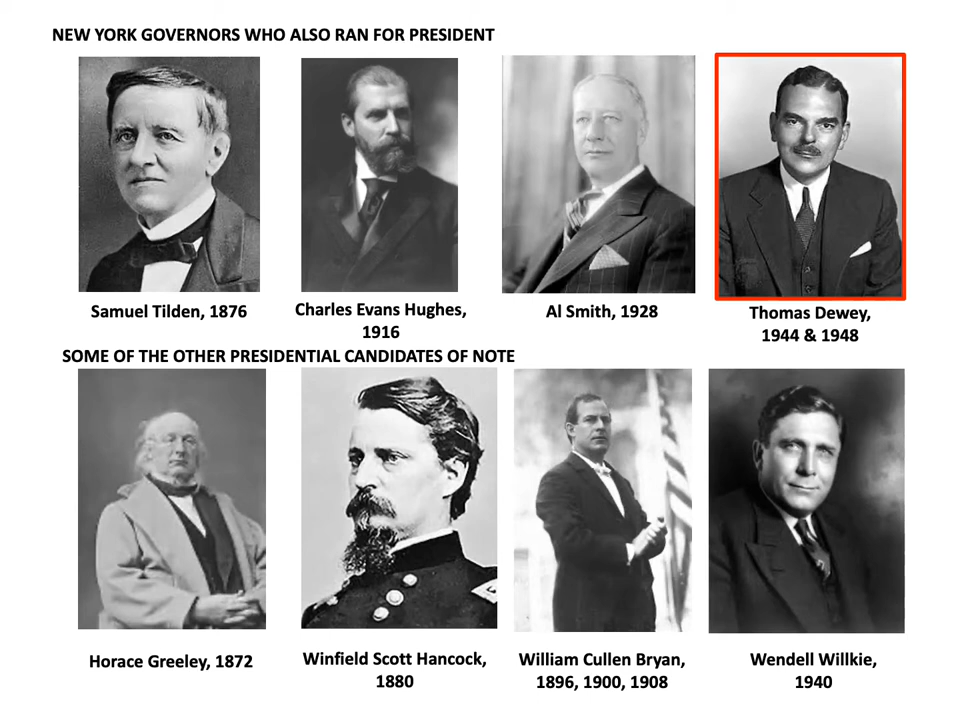 NEW YORK GOVERNORS WHO ALSO RAN FOR PRESIDENT
Samuel Tilden, 1876
Charles Evans Hughes,
1916
Al Smith, 1928
Thomas Dewey,
1944 & 1948
SOME OF THE OTHER PRESIDENTIAL CANDIDATES OF NOTE
Horace Greeley, 1872
Winfield Scott Hancock,
1880
William Cullen Bryan,
1896, 1900, 1908
Wendell Willkie,
1940